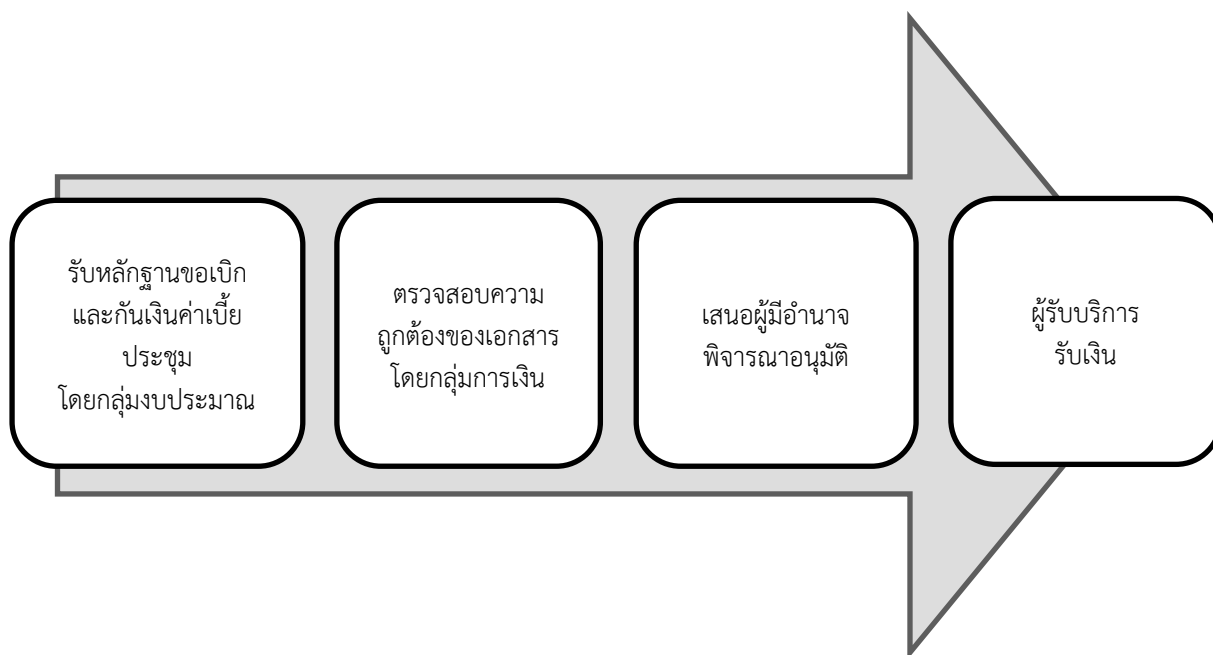 รับหลักฐานขอเบิก
และกันเงินค่าเบี้ย
ประชุม
โดยกลุ่มงบประมาณ
ตรวจสอบความ
ถูกต้องของเอกสาร
โดยกลุ่มการเงิน
เสนอผู้มีอำนาจ
พิจารณาอนุมัติ
ผู้รับบริการ
รับเงิน